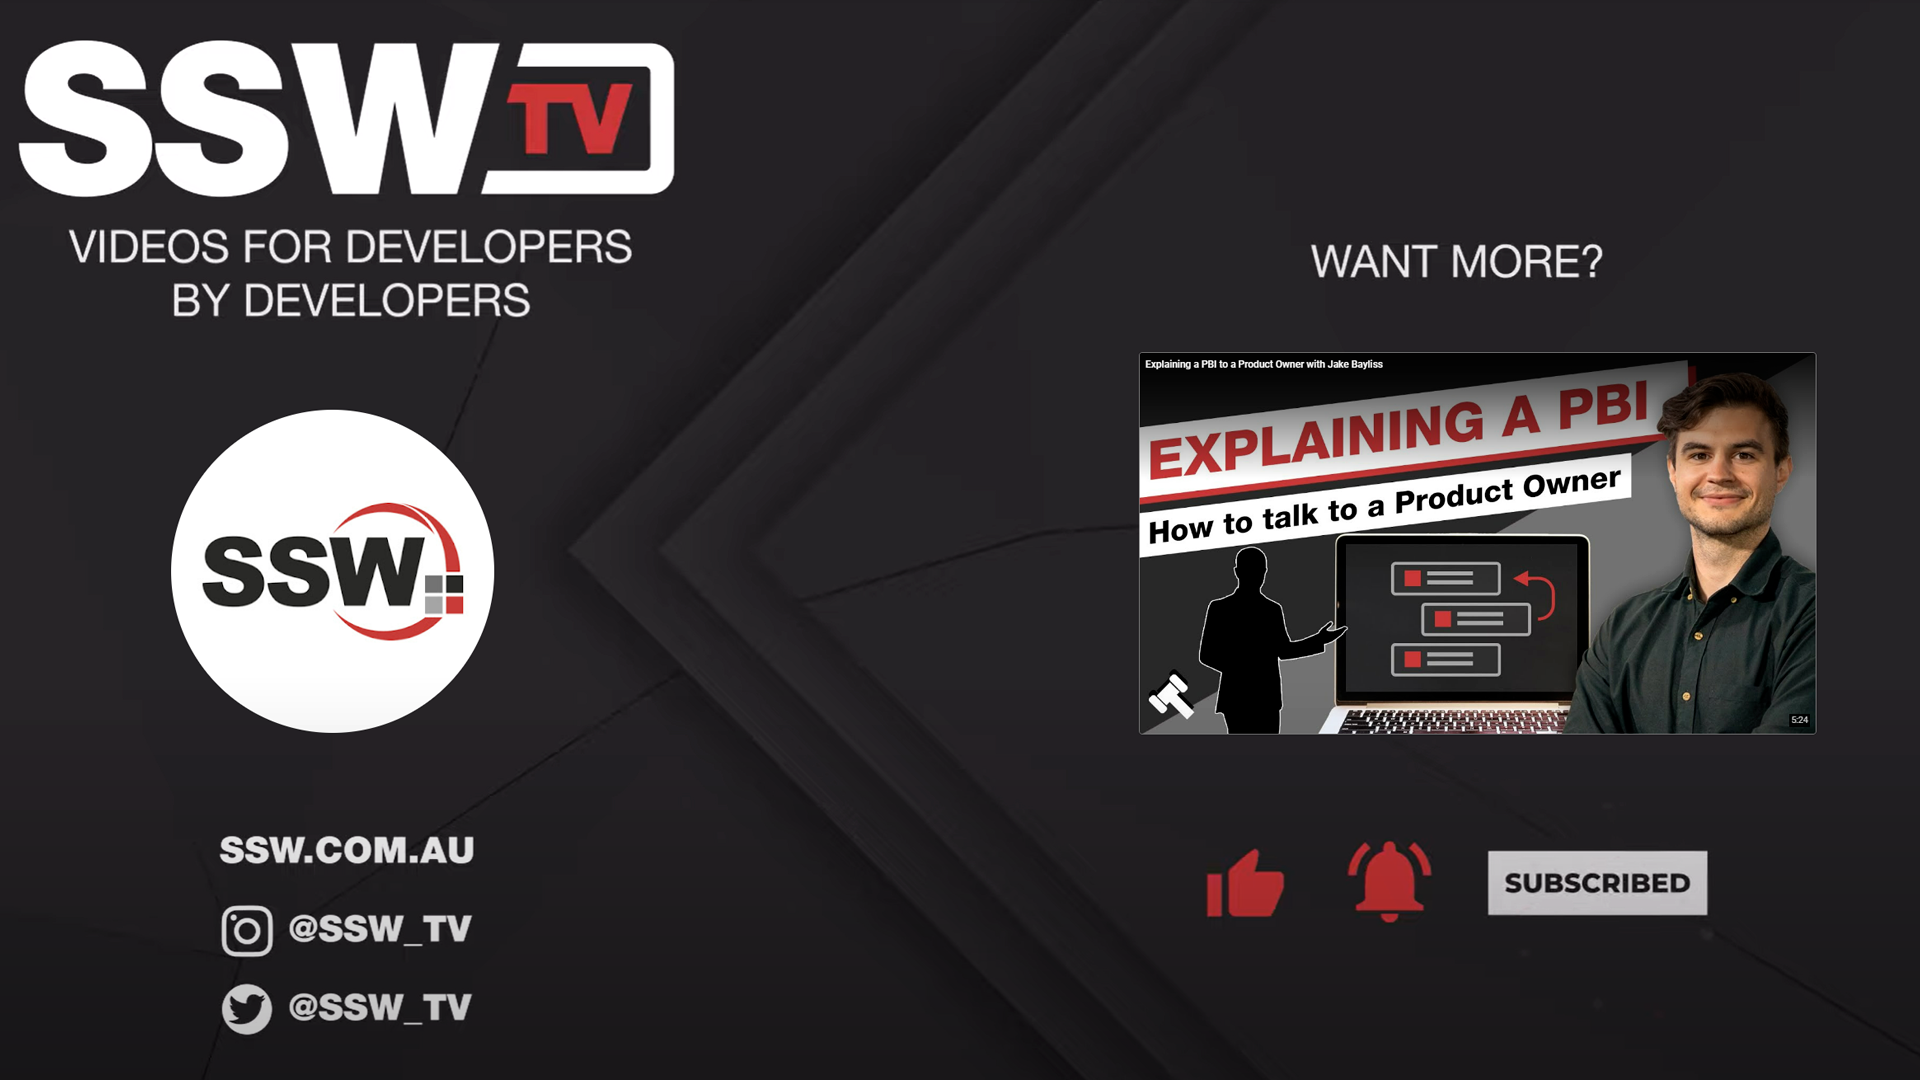 SSW TV
VIDEOS FOR DEVELOPERS
BY DEVELOPERS
SSW
SSW.COM.AU
@SSW_TV
@SSW_TV
WANT MORE?
Explaining a PBI to a Product Owner with Jake Bayliss
EXPLAINING A PBI
How to talk to a Product Owner
5:24
SUBSCRIBED